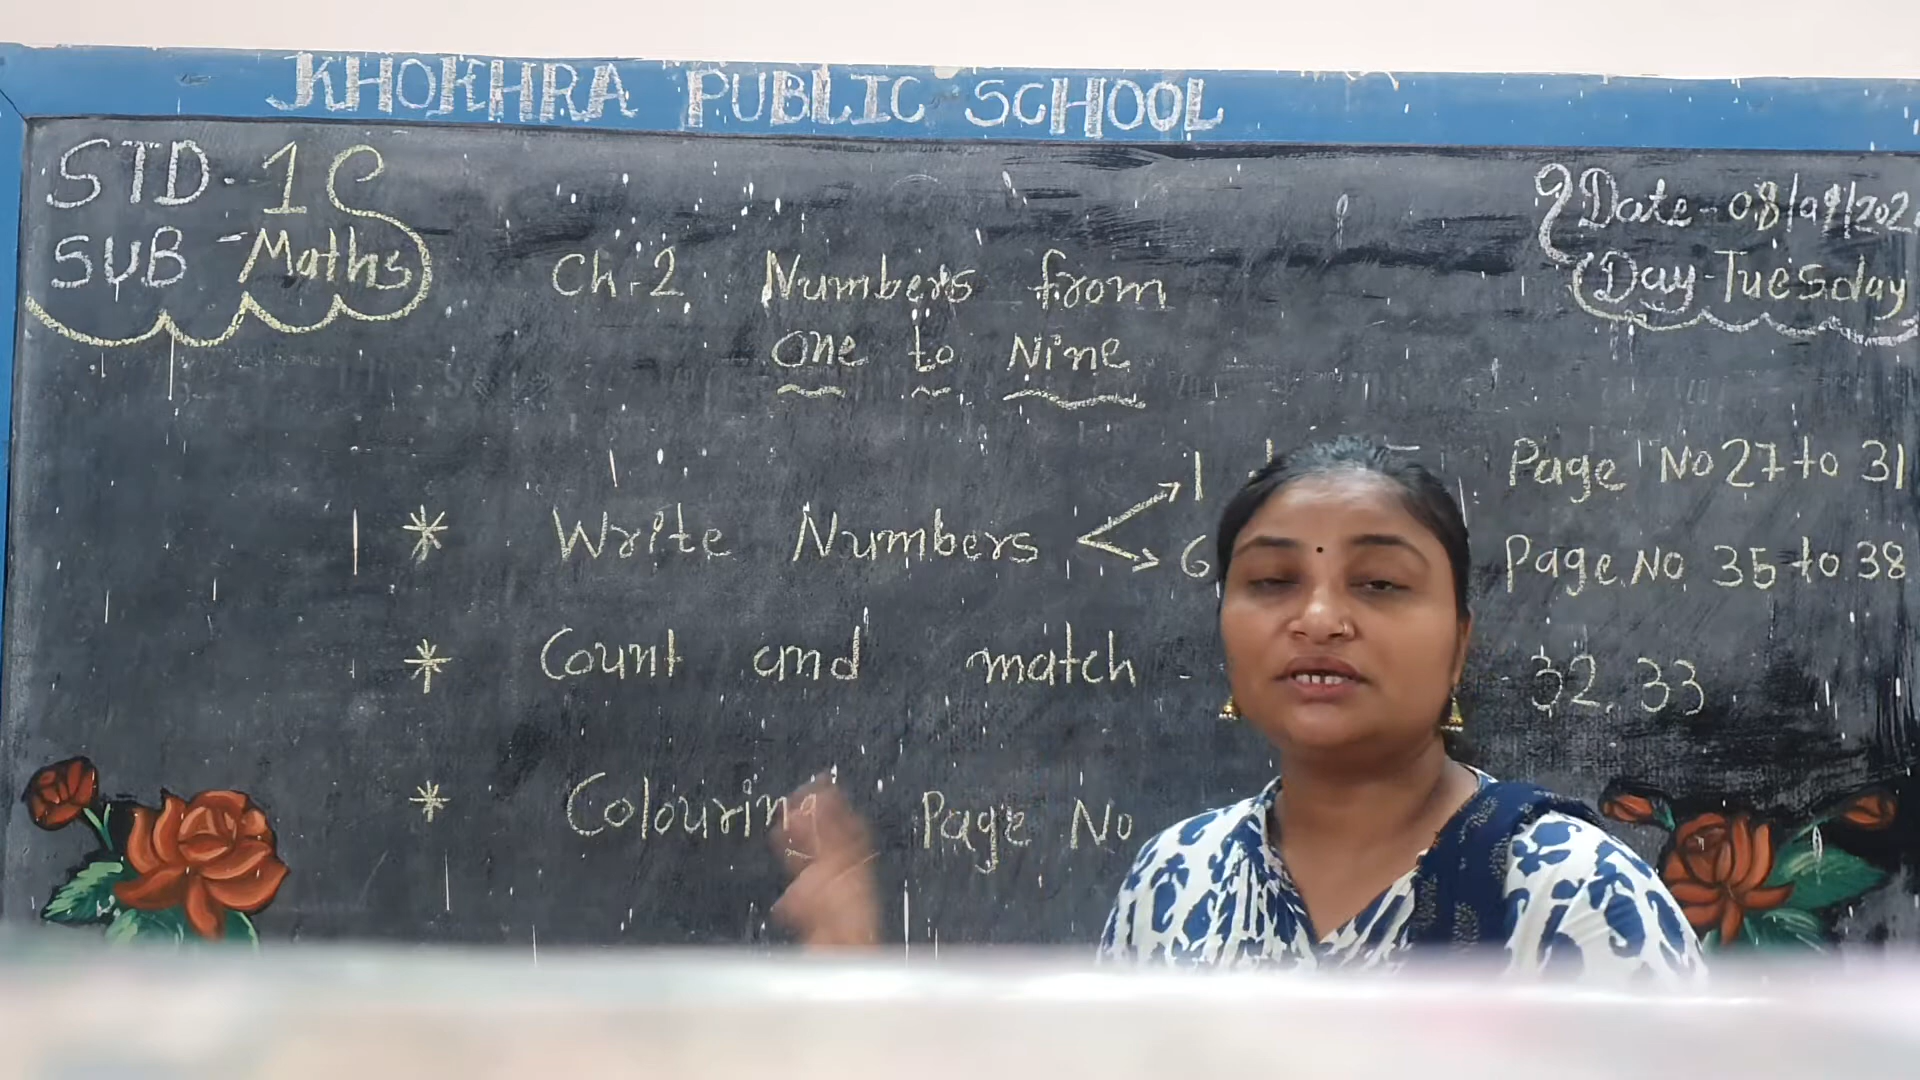 KHOKHRA PUBLIC SCHOOL
STD-1
SUB-Maths
Date-08/09/202
Day-Tuesday
Ch.2 Numbers from
one to Nine
* Write Numbers 1 Page No 27 to 31
6 Page No. 35 to 38
* Count and match - 32, 33
* Colouring Page No